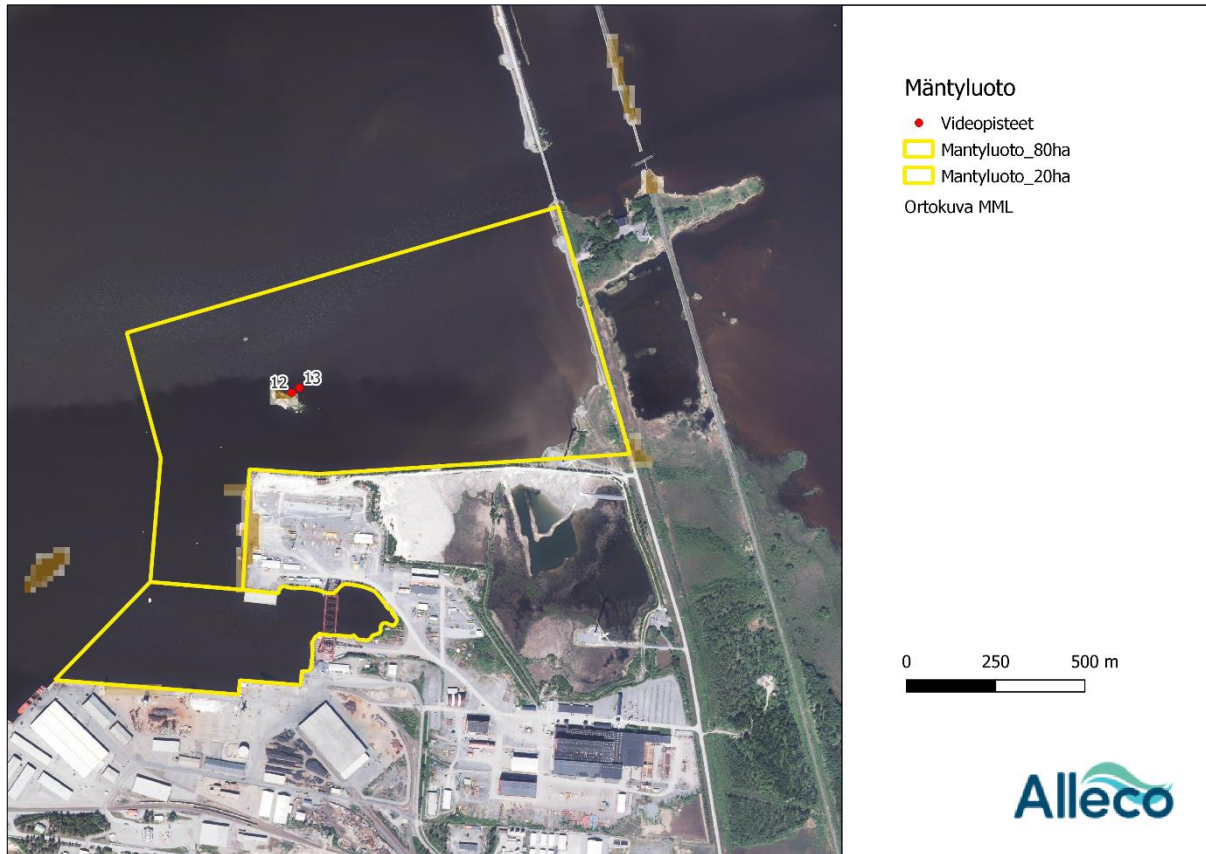 Mäntyluoto
Videopisteet
Mantyluoto_80ha
Mantyluoto_20ha
Ortokuva MML
12 13
0 250 500 m
Alleco